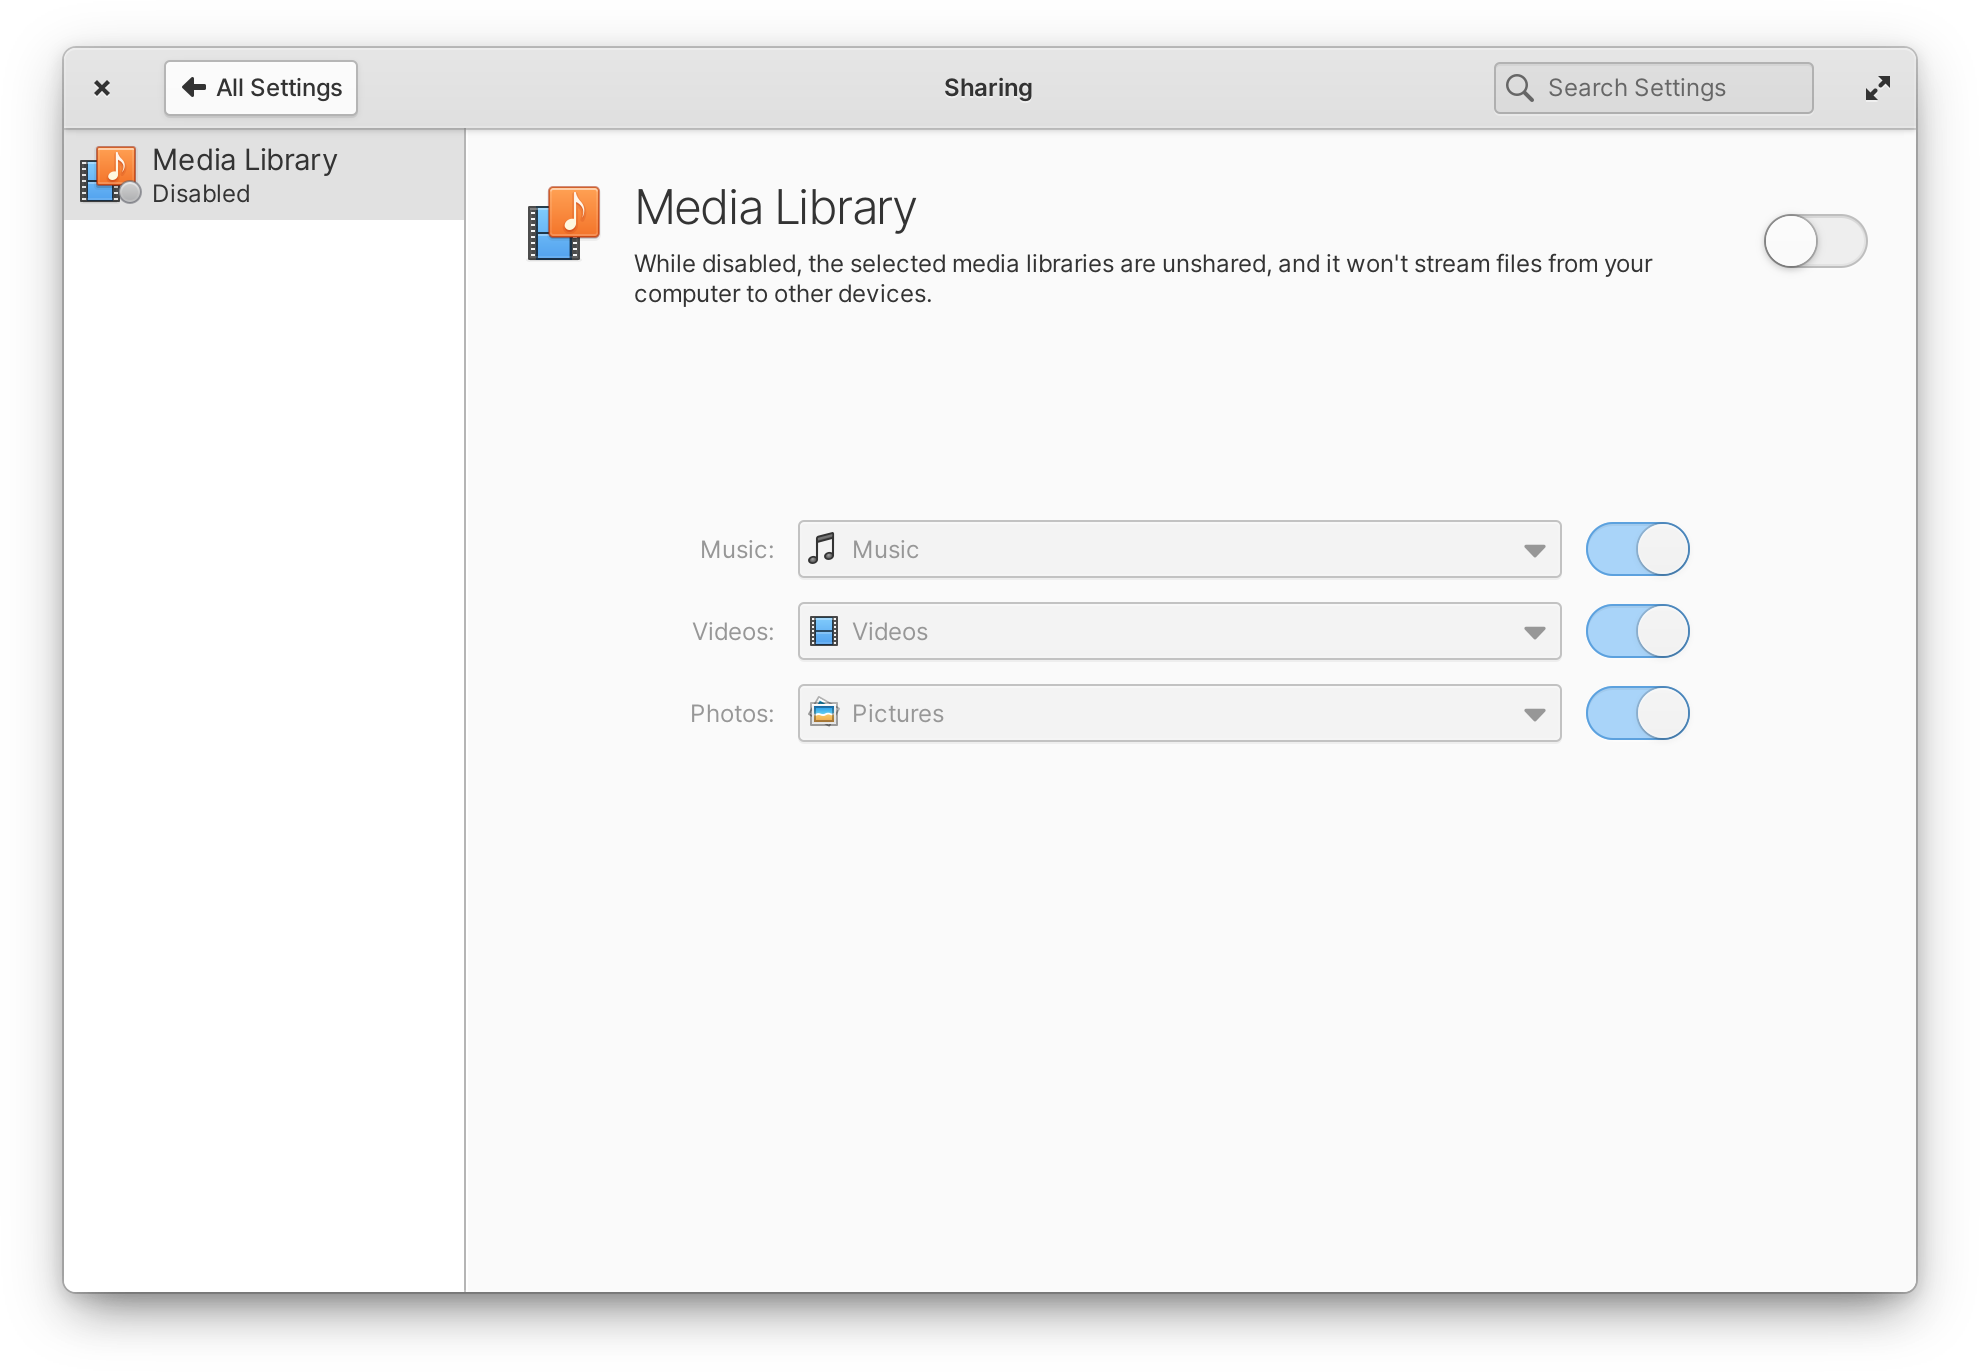 All Settings
Sharing
Search Settings
Media Library
Disabled
Media Library
While disabled, the selected media libraries are unshared, and it won't stream files from your
computer to other devices.
Music:
Music
Videos:
Videos
Photos:
Pictures